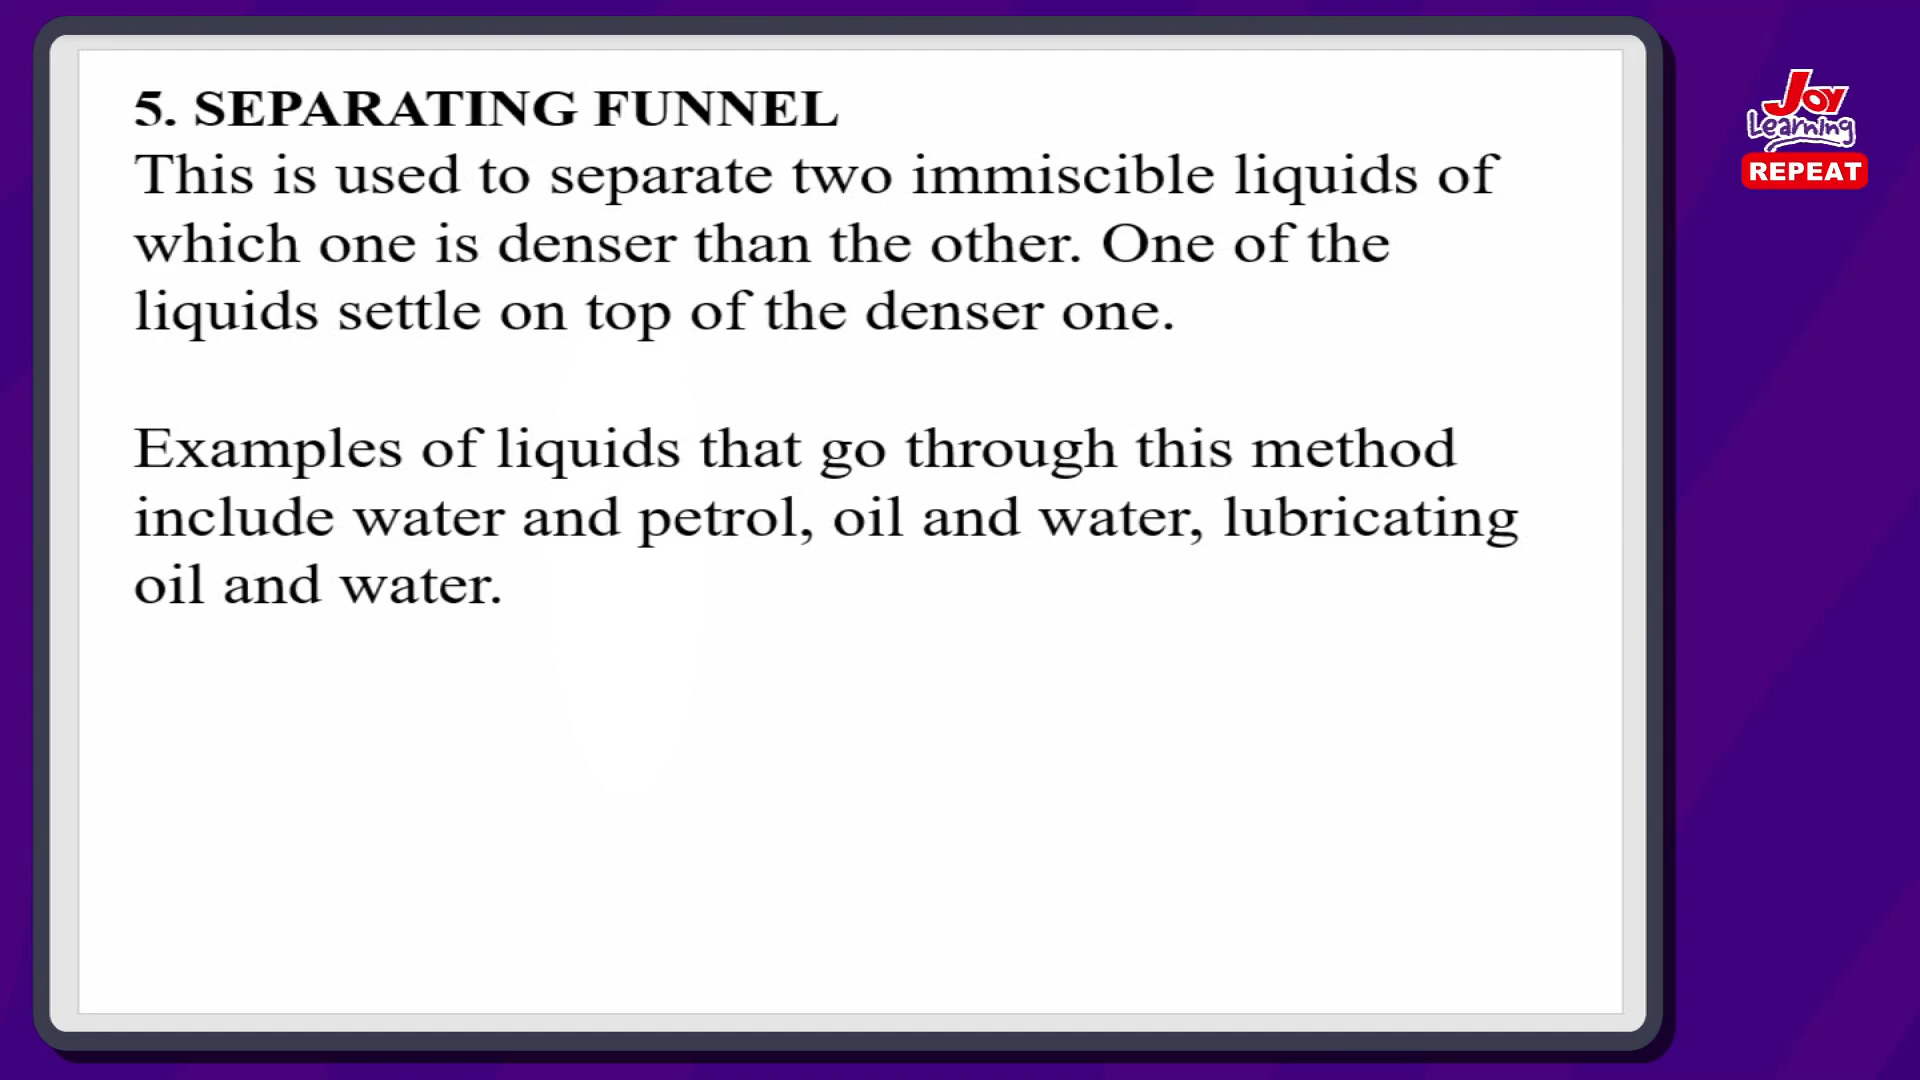 5. SEPARATING FUNNEL
This is used to separate two immiscible liquids of
which one is denser than the other. One of the
liquids settle on top of the denser one.
Examples of liquids that go through this method
include water and petrol, oil and water, lubricating
oil and water.
Joy
Learning
REPEAT